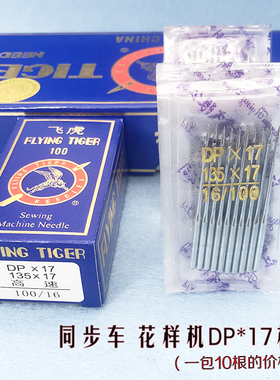 CHINA
TIGER
NEED
飞虎
FLYING TIGER
100
Sewing
Machine Needle
FLYING TIGER
DP × 17
135 × 17
高速
100/16
DP × 17
135 × 17
16/100
同步车 花样机DP*17
(一包10根的价